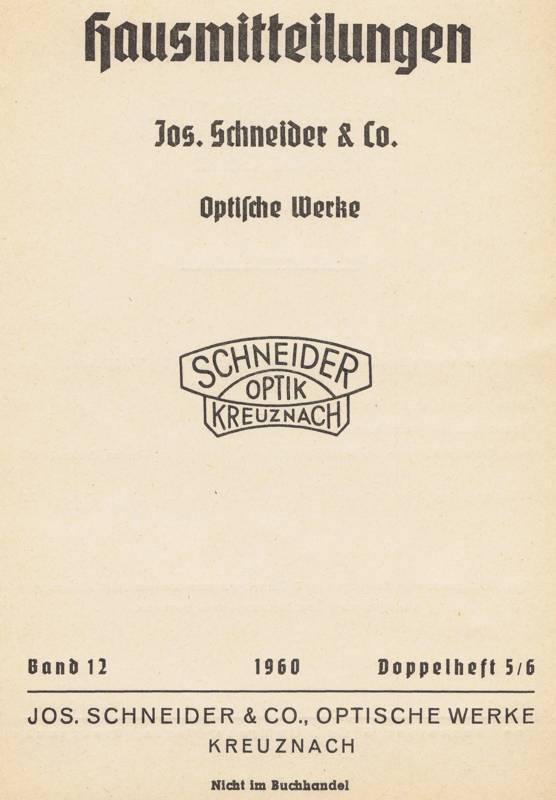 Hausmitteilungen
Jos. Schneider & Co.
Optiſche Werke
SCHNEIDER
OPTIK
KREUZNACH
Band 12 1960 Doppelheft 5/6
JOS. SCHNEIDER & CO., OPTISCHE WERKE
KREUZNACH
Nicht im Buchhandel